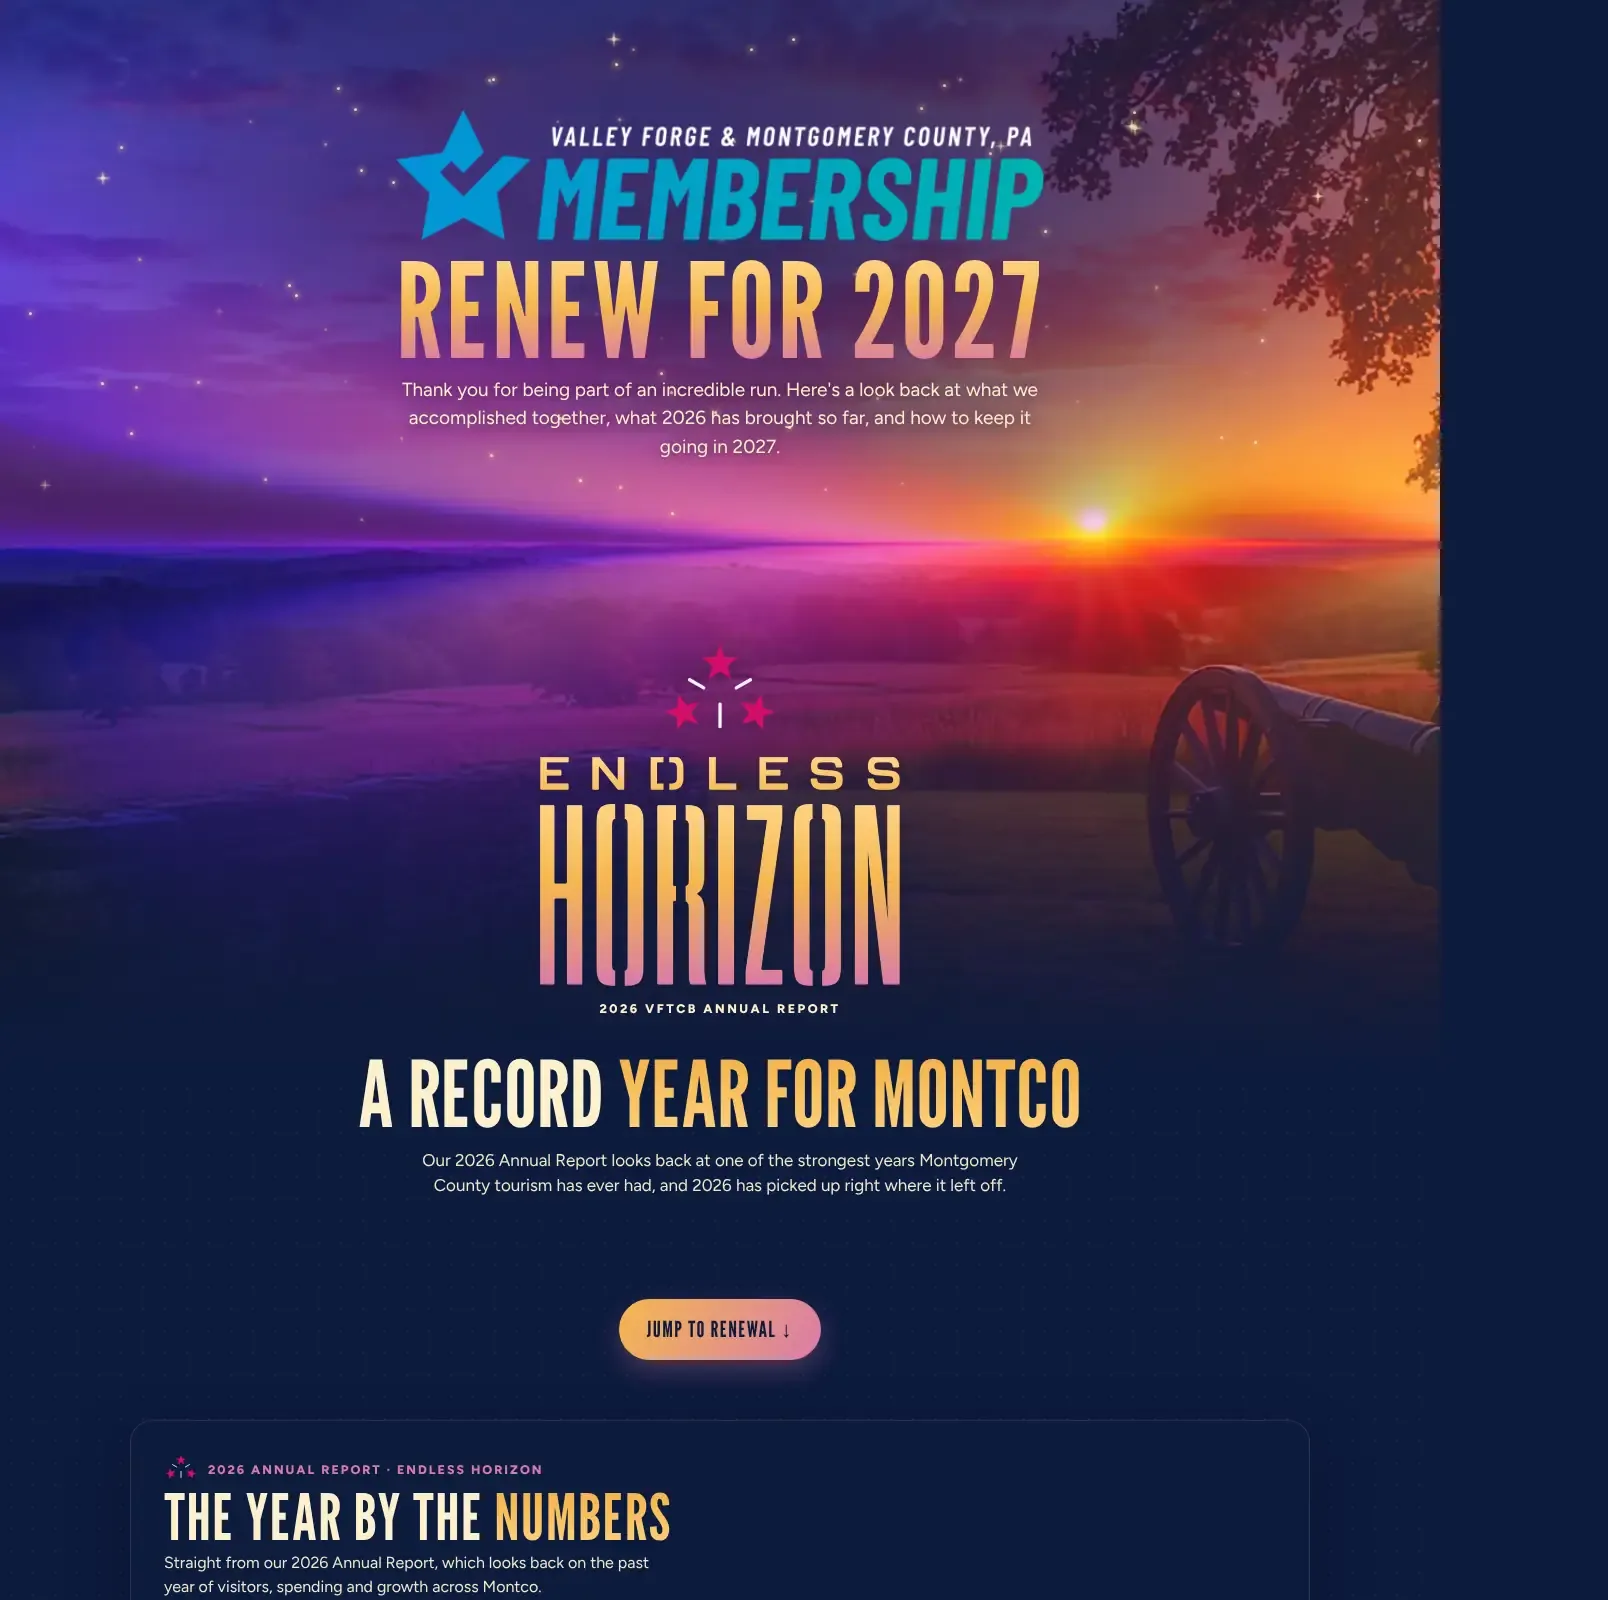 VALLEY FORGE & MONTGOMERY COUNTY, PA
MEMBERSHIP
RENEW FOR 2027
Thank you for being part of an incredible run. Here's a look back at what we
accomplished together, what 2026 has brought so far, and how to keep it
going in 2027.
ENDLESS
HORIZON
2026 VFTCB ANNUAL REPORT
A RECORD YEAR FOR MONTCO
Our 2026 Annual Report looks back at one of the strongest years Montgomery
County tourism has ever had, and 2026 has picked up right where it left off.
JUMP TO RENEWAL ↓
2026 ANNUAL REPORT · ENDLESS HORIZON
THE YEAR BY THE NUMBERS
Straight from our 2026 Annual Report, which looks back on the past
year of visitors, spending and growth across Montco.